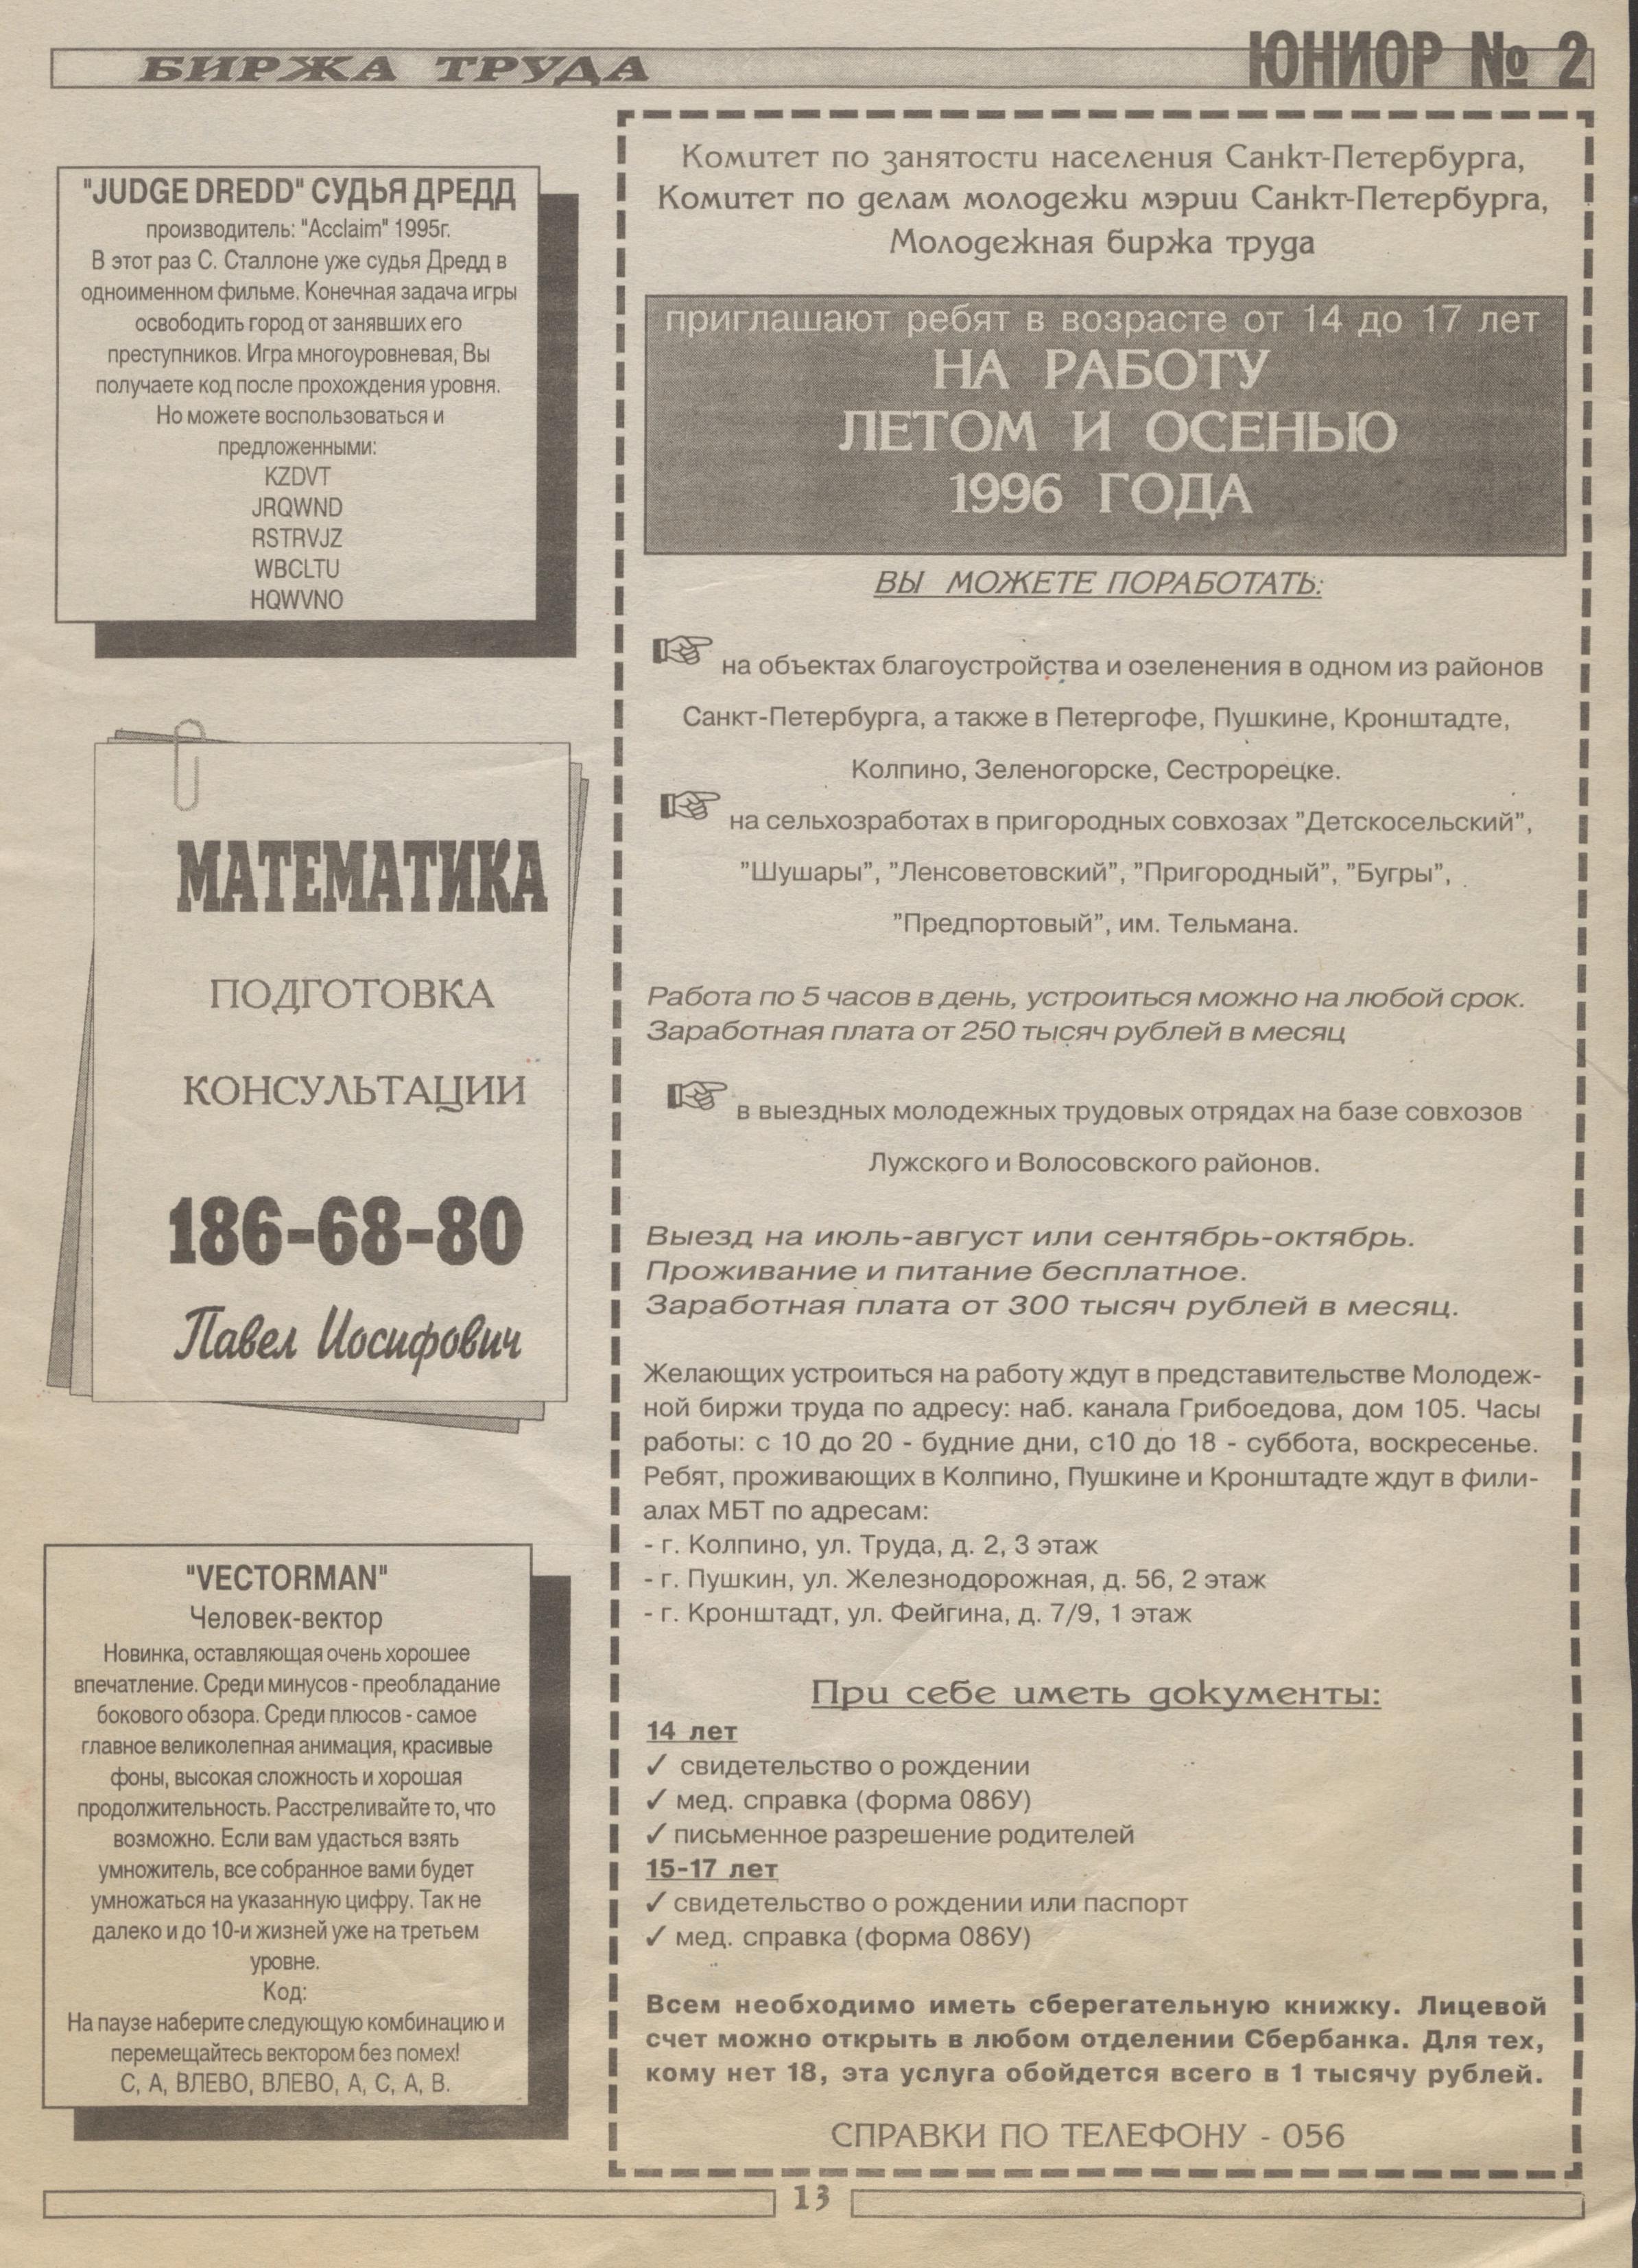 БИРЖА ТРУДА
ЮНИОР № 2
"JUDGE DREDD" СУДЬЯ ДРЕДД
производитель: "Acclaim" 1995г.
В этот раз С. Сталлоне уже судья Дредд в
одноименном фильме. Конечная задача игры
освободить город от занявших его
преступников. Игра многоуровневая, Вы
получаете код после прохождения уровня.
Но можете воспользоваться и
предложенными:
KZDVT
JRQWND
RSTRVJZ
WBCLTU
HQWVNO
МАТЕМАТИКА
ПОДГОТОВКА
КОНСУЛЬТАЦИИ
186-68-80
Павел Иосифович
"VECTORMAN"
Человек-вектор
Новинка, оставляющая очень хорошее
впечатление. Среди минусов - преобладание
бокового обзора. Среди плюсов - самое
главное великолепная анимация, красивые
фоны, высокая сложность и хорошая
продолжительность. Расстреливайте то, что
возможно. Если вам удасться взять
умножитель, все собранное вами будет
умножаться на указанную цифру. Так не
далеко и до 10-и жизней уже на третьем
уровне.
Код:
На паузе наберите следующую комбинацию и
перемещайтесь вектором без помех!
С, А, ВЛЕВО, ВЛЕВО, А, С, А, В.
Комитет по занятости населения Санкт-Петербурга,
Комитет по делам молодежи мэрии Санкт-Петербурга,
Молодежная биржа труда
приглашают ребят в возрасте от 14 до 17 лет
НА РАБОТУ
ЛЕТОМ И ОСЕНЬЮ
1996 ГОДА
ВЫ МОЖЕТЕ ПОРАБОТАТЬ:
на объектах благоустройства и озеленения в одном из районов
Санкт-Петербурга, а также в Петергофе, Пушкине, Кронштадте,
Колпино, Зеленогорске, Сестрорецке.
на сельхозработах в пригородных совхозах "Детскосельский",
"Шушары", "Ленсоветовский", "Пригородный", "Бугры",
"Предпортовый", им. Тельмана.
Работа по 5 часов в день, устроиться можно на любой срок.
Заработная плата от 250 тысяч рублей в месяц
в выездных молодежных трудовых отрядах на базе совхозов
Лужского и Волосовского районов.
Выезд на июль-август или сентябрь-октябрь.
Проживание и питание бесплатное.
Заработная плата от 300 тысяч рублей в месяц.
Желающих устроиться на работу ждут в представительстве Молодеж-
ной биржи труда по адресу: наб. канала Грибоедова, дом 105. Часы
работы: с 10 до 20 - будние дни, с10 до 18 - суббота, воскресенье.
Ребят, проживающих в Колпино, Пушкине и Кронштадте ждут в фили-
алах МБТ по адресам:
- г. Колпино, ул. Труда, д. 2, 3 этаж
- г. Пушкин, ул. Железнодорожная, д. 56, 2 этаж
- г. Кронштадт, ул. Фейгина, д. 7/9, 1 этаж
При себе иметь документы:
14 лет
✓ свидетельство о рождении
✓ мед. справка (форма 086У)
✓ письменное разрешение родителей
15-17 лет
✓ свидетельство о рождении или паспорт
✓ мед. справка (форма 086У)
Всем необходимо иметь сберегательную книжку. Лицевой
счет можно открыть в любом отделении Сбербанка. Для тех,
кому нет 18, эта услуга обойдется всего в 1 тысячу рублей.
СПРАВКИ ПО ТЕЛЕФОНУ - 056
13